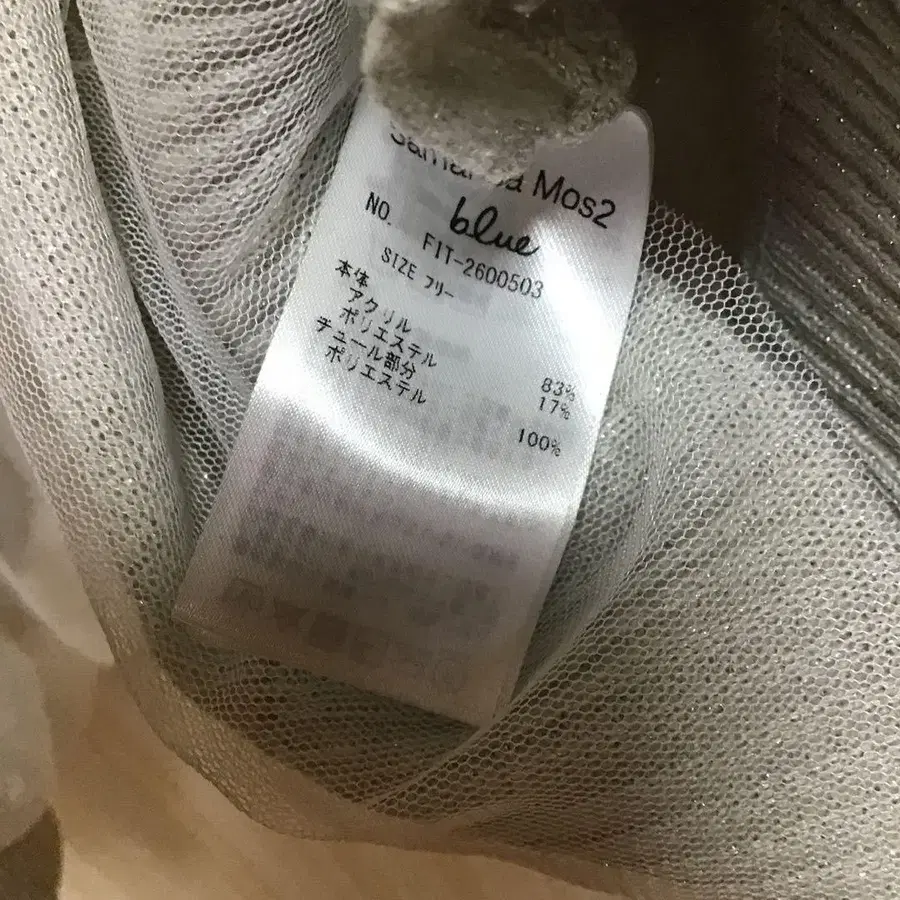 Mos2
blue
NO. FIT-2600503
SIZE フリー
本体
アクリル 83%
ポリエステル 17%
チュール部分
ポリエステル 100%